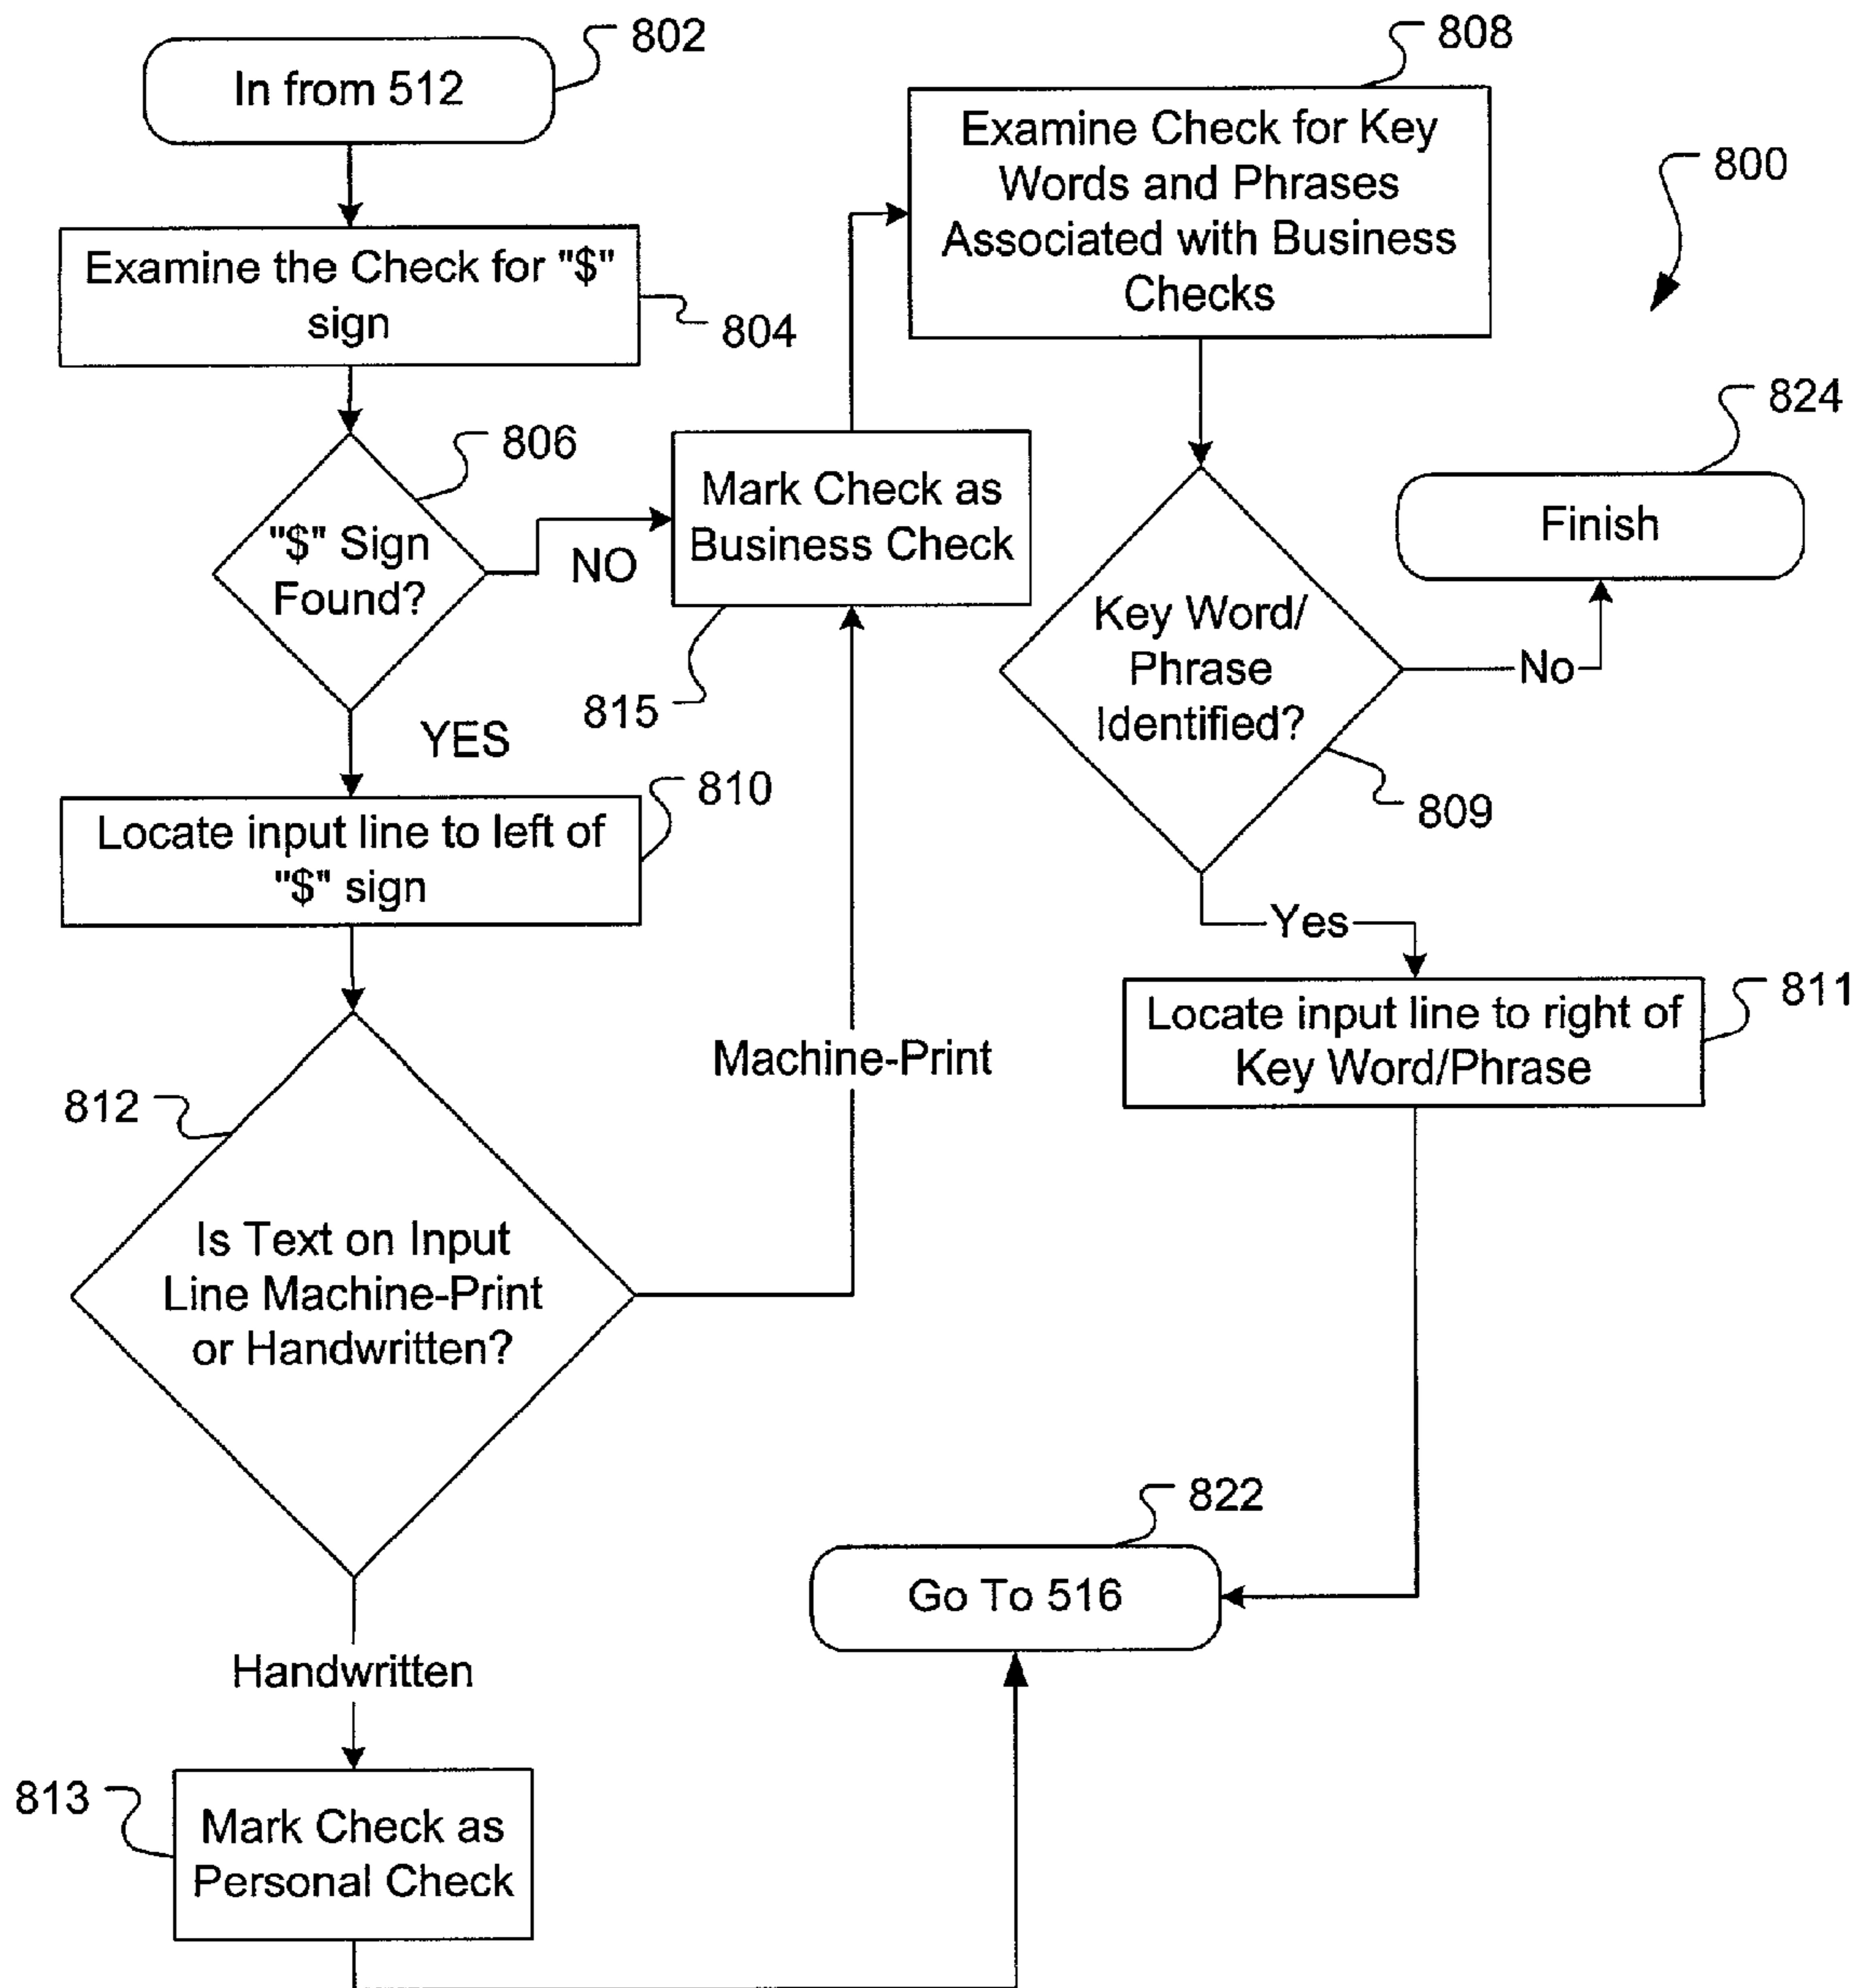 802
In from 512
Examine the Check for "$"
sign
804
806
"$" Sign
Found?
NO
YES
Mark Check as
Business Check
815
810
Locate input line to left of
"$" sign
812
Is Text on Input
Line Machine-Print
or Handwritten?
Machine-Print
Handwritten
813
Mark Check as
Personal Check
808
Examine Check for Key
Words and Phrases
Associated with Business
Checks
800
824
Finish
Key Word/
Phrase
Identified?
No
809
Yes
811
Locate input line to right of
Key Word/Phrase
822
Go To 516